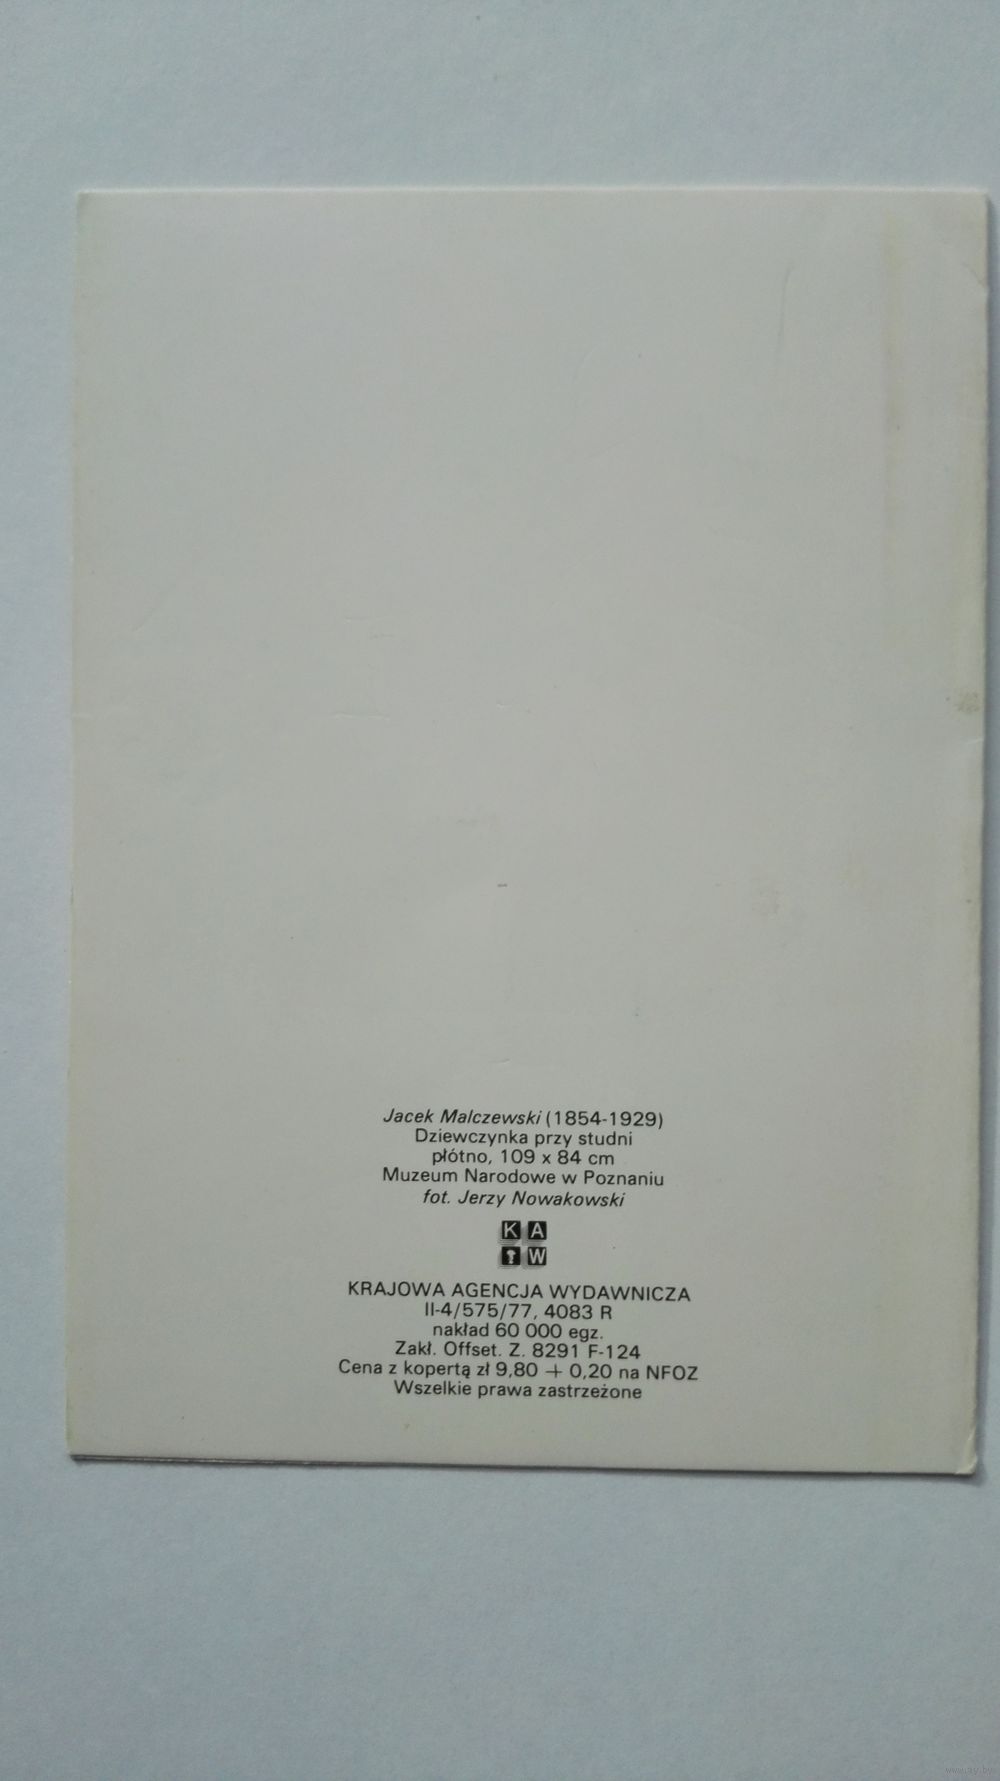 Jacek Malczewski (1854-1929)
Dziewczynka przy studni
płótno, 109 x 84 cm
Muzeum Narodowe w Poznaniu
fot. Jerzy Nowakowski
K A
W
KRAJOWA AGENCJA WYDAWNICZA
II-4/575/77, 4083 R
nakład 60 000 egz.
Zakł. Offset. Z. 8291 F-124
Cena z kopertą zł 9,80 + 0,20 na NFOZ
Wszelkie prawa zastrzeżone